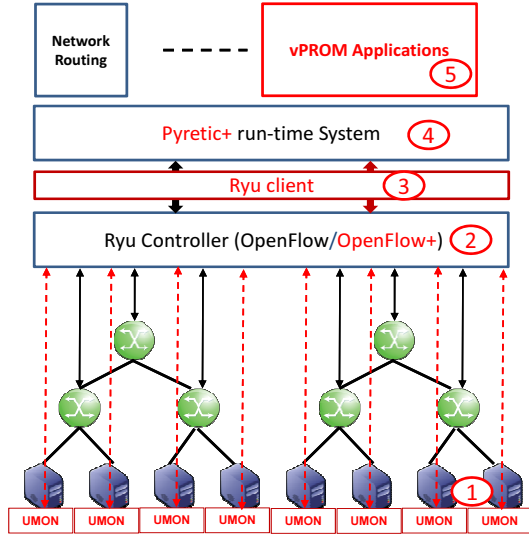 Network
Routing
vPROM Applications
5
Pyretic+ run-time System
4
Ryu client
3
Ryu Controller (OpenFlow/OpenFlow+)
2
1
UMON UMON UMON UMON UMON UMON UMON UMON